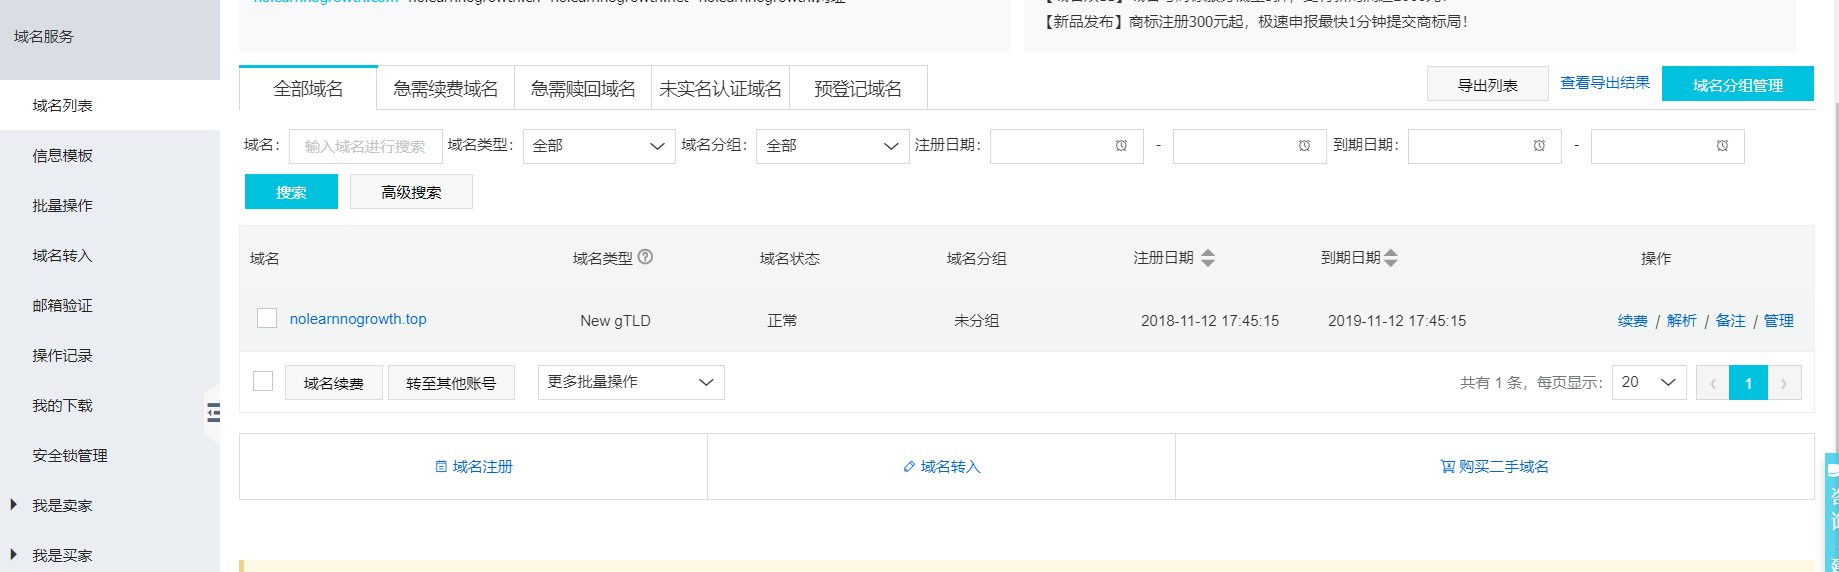 域名服务
【新品发布】商标注册300元起，极速申报最快1分钟提交商标局！
全部域名 急需续费域名 急需赎回域名 未实名认证域名 预登记域名 导出列表 查看导出结果 域名分组管理
域名列表
域名： 输入域名进行搜索 域名类型： 全部 域名分组： 全部 注册日期： - 到期日期： -
信息模板
搜索 高级搜索
批量操作
域名转入
域名 域名类型 域名状态 域名分组 注册日期 到期日期 操作
邮箱验证
nolearnnogrowth.top New gTLD 正常 未分组 2018-11-12 17:45:15 2019-11-12 17:45:15 续费 / 解析 / 备注 / 管理
操作记录
域名续费 转至其他账号 更多批量操作 共有 1 条，每页显示： 20 ‹ 1 ›
我的下载
安全锁管理
域名注册 域名转入 购买二手域名
我是卖家
我是买家